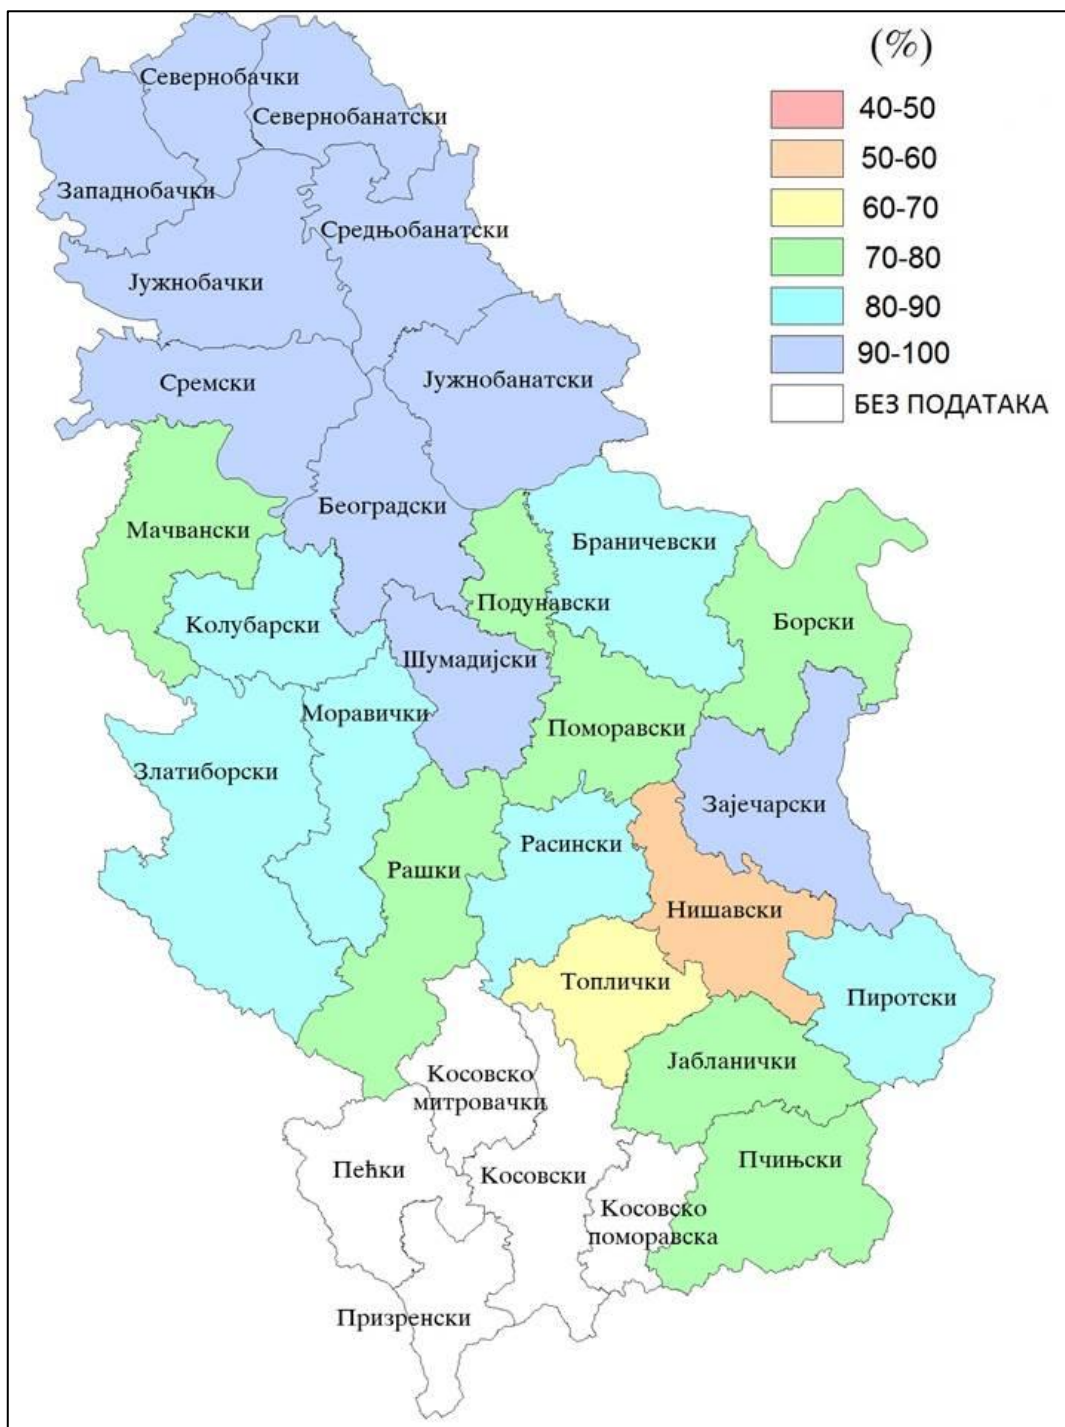 (%)
40-50
50-60
60-70
70-80
80-90
90-100
БЕЗ ПОДАТАКА
Севернобачки
Севернобанатски
Западнобачки
Средњобанатски
Јужнобачки
Сремски
Јужнобанатски
Београдски
Мачвански
Браничевски
Подунавски
Колубарски
Борски
Шумадијски
Моравички
Поморавски
Златиборски
Зајечарски
Расински
Рашки
Нишавски
Топлички
Пиротски
Јабланички
Косовско
митровачки
Пчињски
Пећки
Косовски
Косовско
поморавска
Призренски